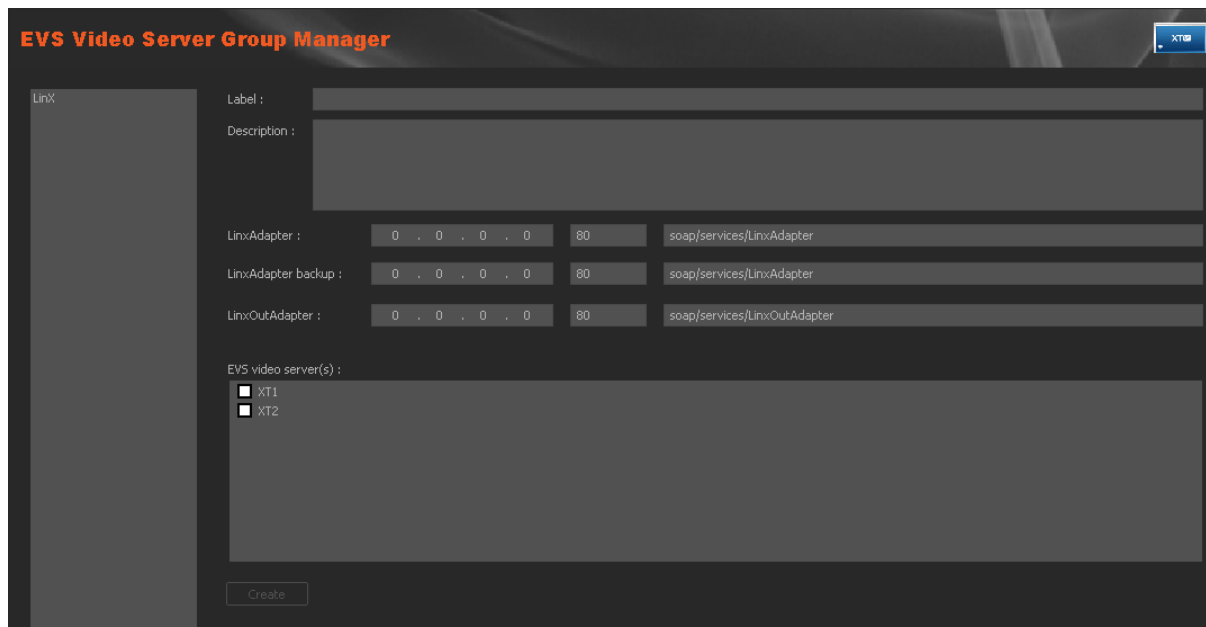 EVS Video Server Group Manager
XT
LinX
Label :
Description :
LinxAdapter : 0 . 0 . 0 . 0 80 soap/services/LinxAdapter
LinxAdapter backup : 0 . 0 . 0 . 0 80 soap/services/LinxAdapter
LinxOutAdapter : 0 . 0 . 0 . 0 80 soap/services/LinxOutAdapter
EVS video server(s) :
XT1
XT2
Create